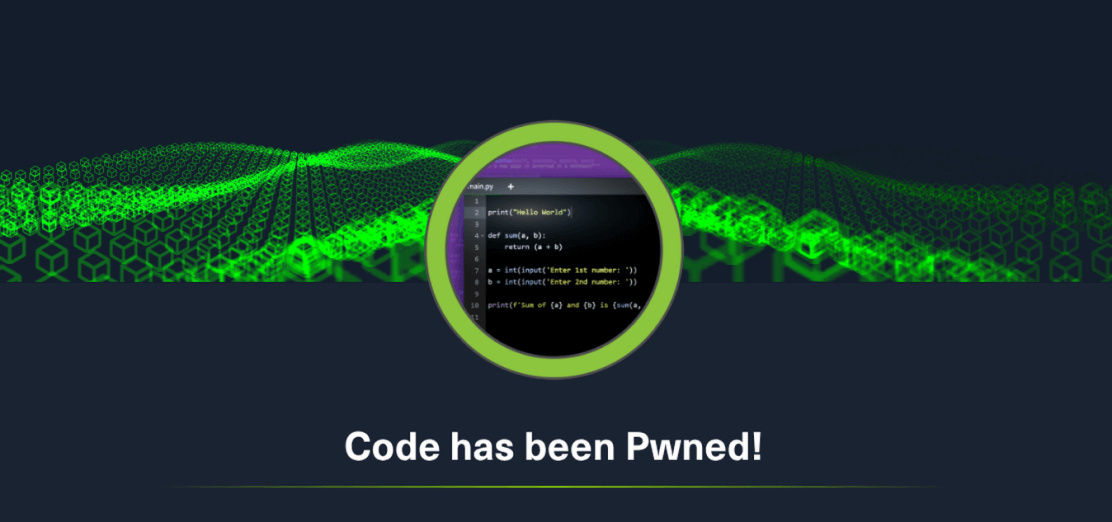 main.py +
1
2 print("Hello World")
3
4 def sum(a, b):
5 return (a + b)
6
7 a = int(input('Enter 1st number: '))
8 b = int(input('Enter 2nd number: '))
9
10 print(f'Sum of {a} and {b} is {sum(a,
11
Code has been Pwned!